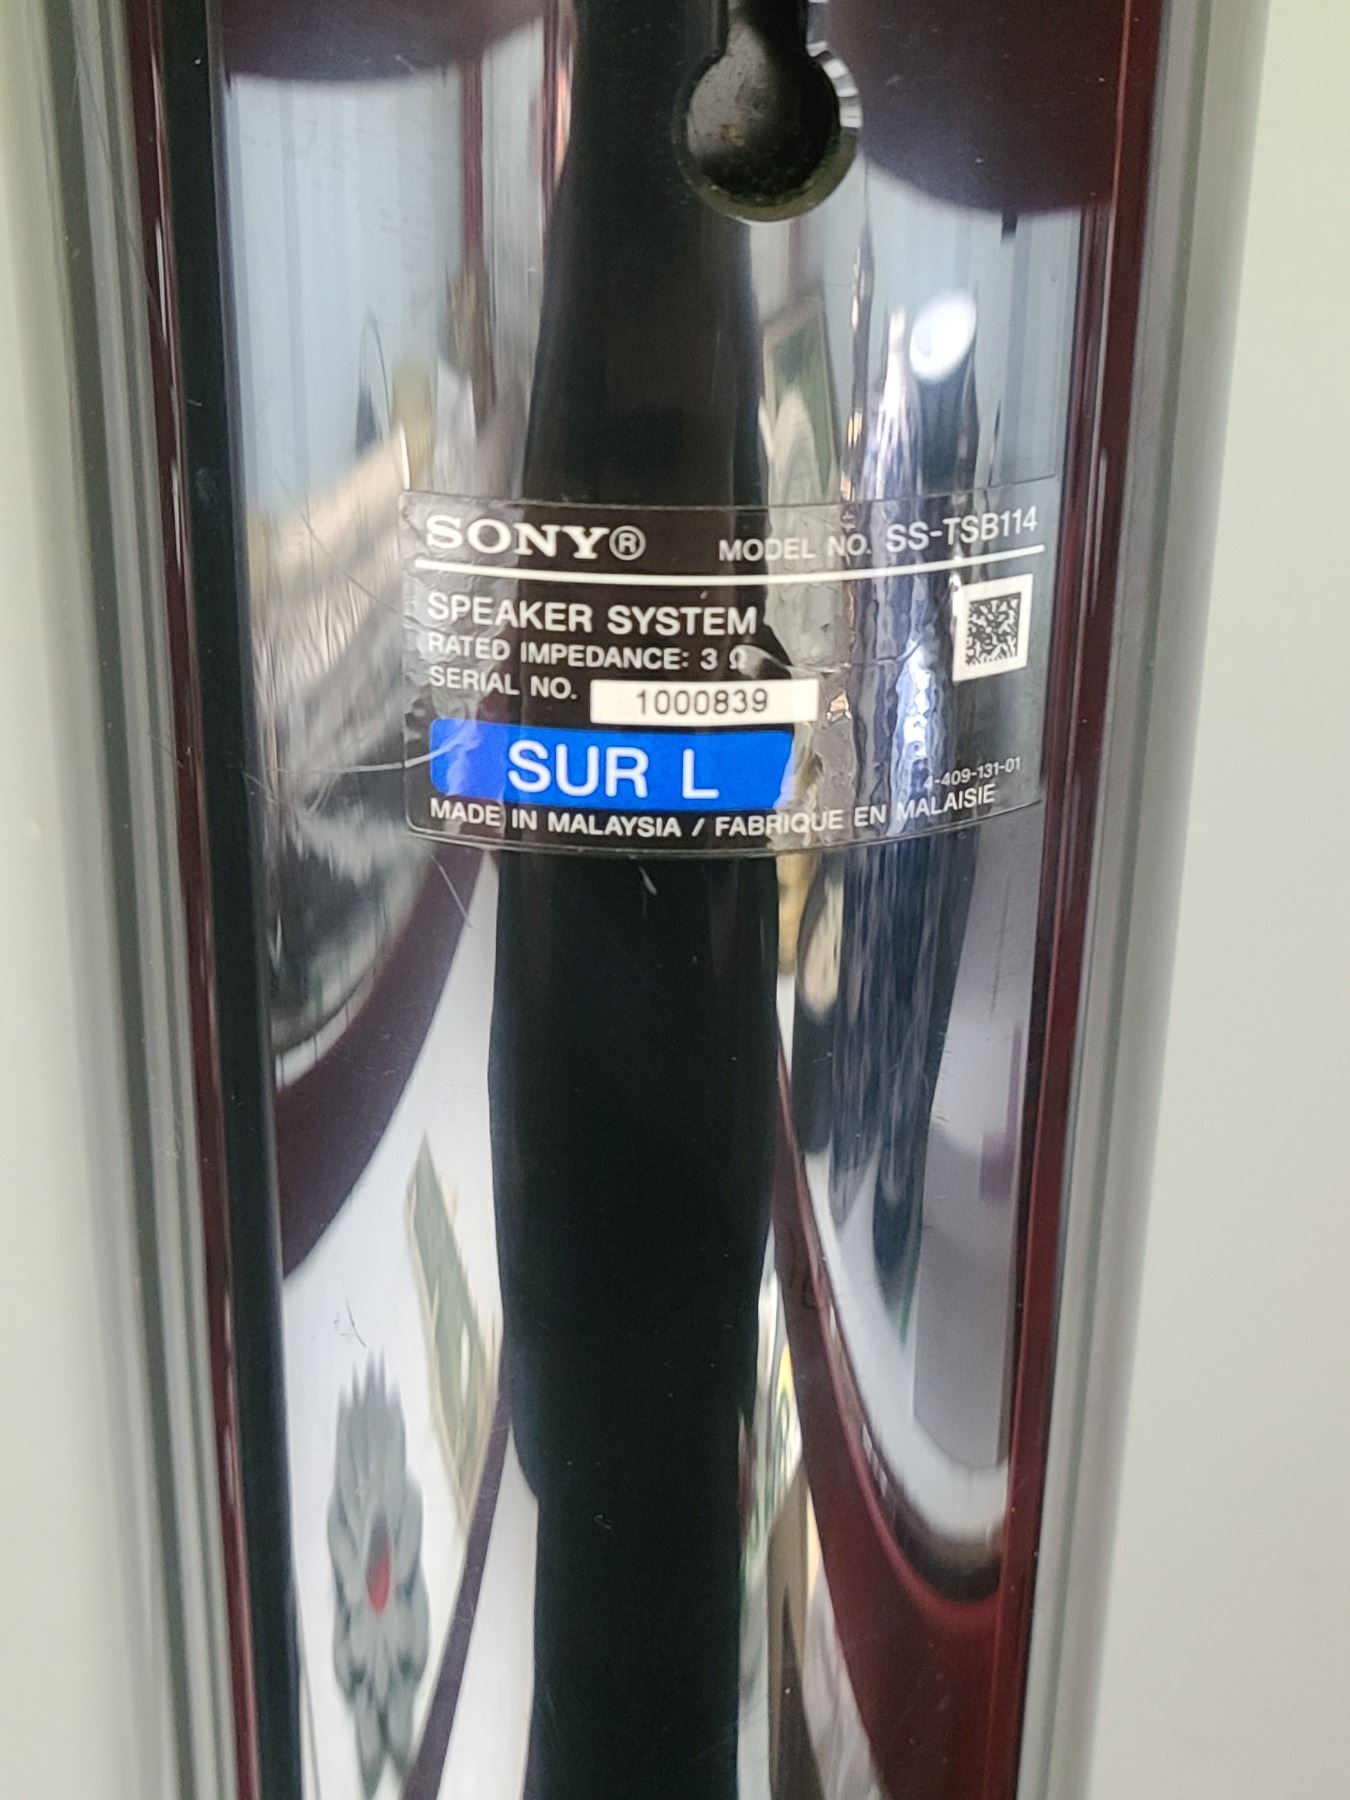 SONY® MODEL NO. SS-TSB114
SPEAKER SYSTEM
RATED IMPEDANCE: 3 Ω
SERIAL NO. 1000839
SUR L
4-409-131-01
MADE IN MALAYSIA / FABRIQUE EN MALAISIE